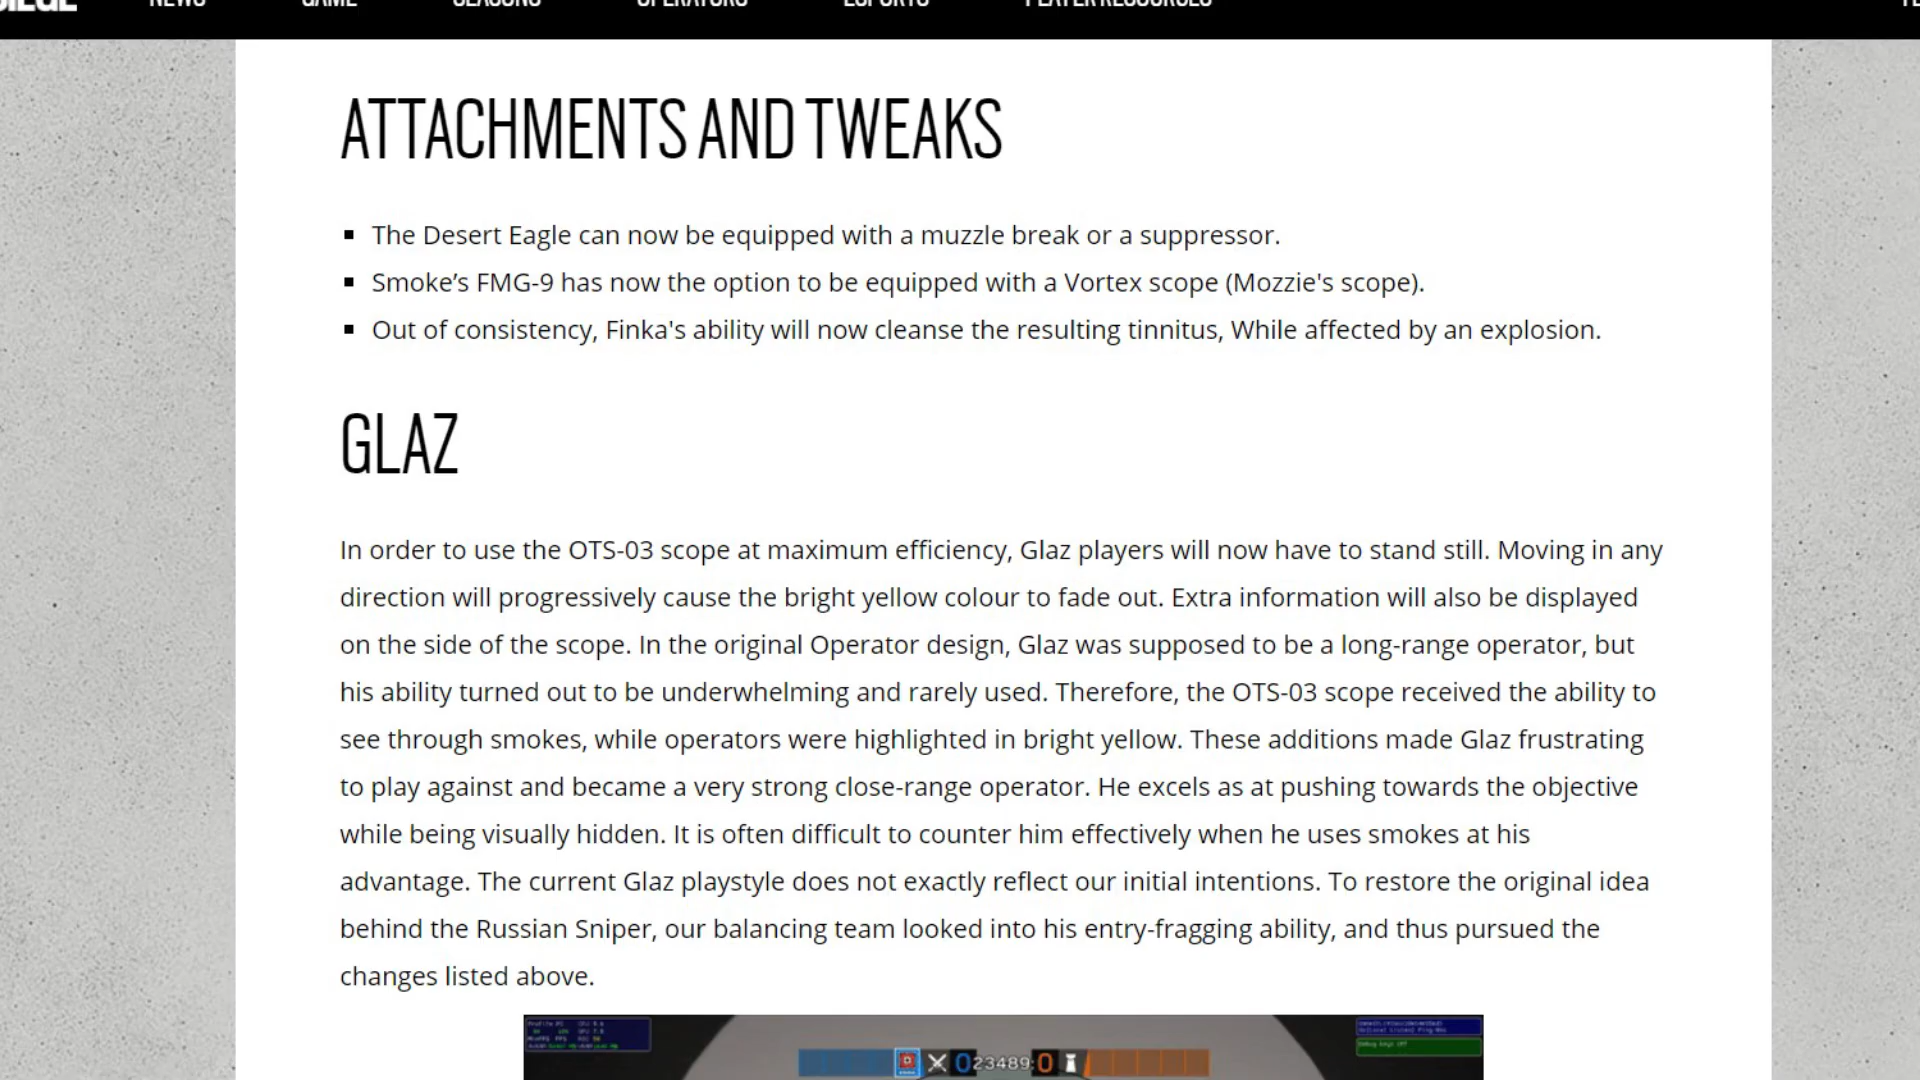 SIEGE NEWS GAME SEASONS OPERATORS ESPORTS PLAYER RESOURCES
ATTACHMENTS AND TWEAKS
The Desert Eagle can now be equipped with a muzzle break or a suppressor.
Smoke’s FMG-9 has now the option to be equipped with a Vortex scope (Mozzie's scope).
Out of consistency, Finka's ability will now cleanse the resulting tinnitus, While affected by an explosion.
GLAZ
In order to use the OTS-03 scope at maximum efficiency, Glaz players will now have to stand still. Moving in any
direction will progressively cause the bright yellow colour to fade out. Extra information will also be displayed
on the side of the scope. In the original Operator design, Glaz was supposed to be a long-range operator, but
his ability turned out to be underwhelming and rarely used. Therefore, the OTS-03 scope received the ability to
see through smokes, while operators were highlighted in bright yellow. These additions made Glaz frustrating
to play against and became a very strong close-range operator. He excels as at pushing towards the objective
while being visually hidden. It is often difficult to counter him effectively when he uses smokes at his
advantage. The current Glaz playstyle does not exactly reflect our initial intentions. To restore the original idea
behind the Russian Sniper, our balancing team looked into his entry-fragging ability, and thus pursued the
changes listed above.
0 23489 0